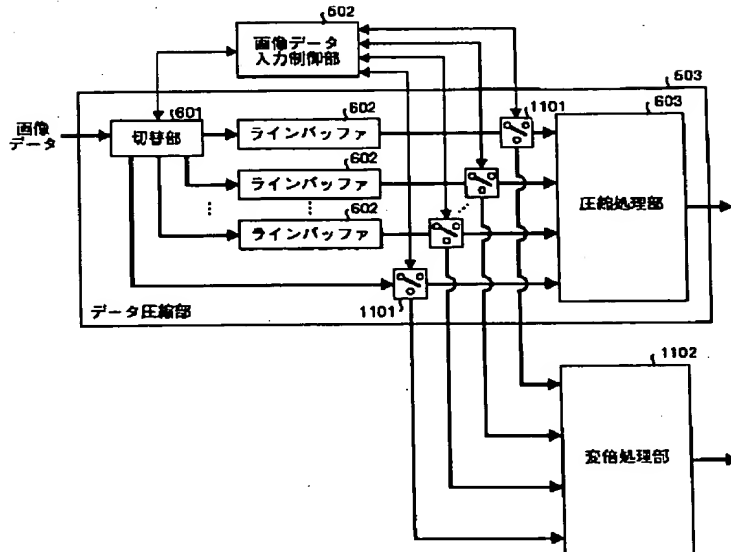 502
画像データ
入力制御部
503
画像
データ
601
切替部
602
ラインバッファ
1101
603
圧縮処理部
602
ラインバッファ
602
ラインバッファ
1101
データ圧縮部
1102
変倍処理部